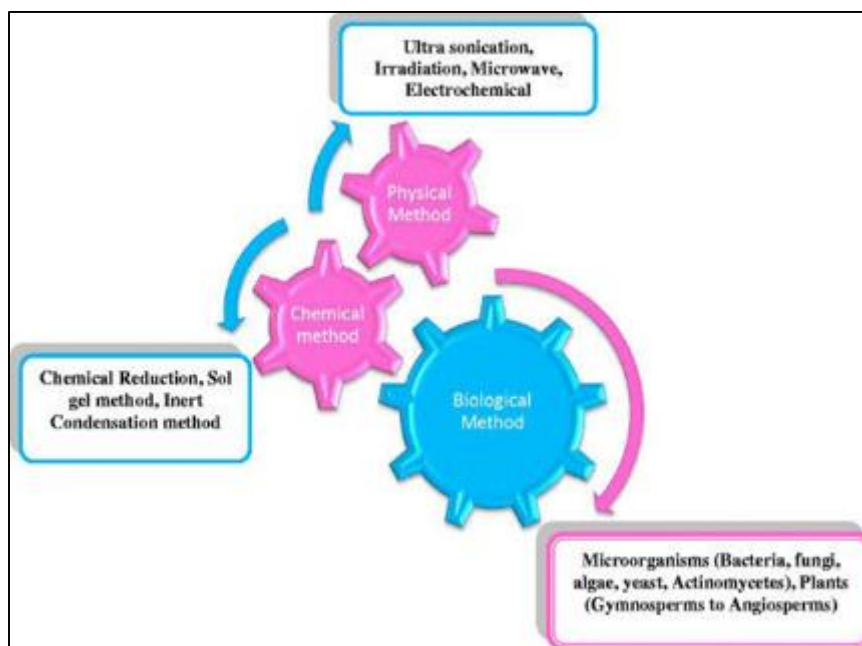 Ultra sonication,
Irradiation, Microwave,
Electrochemical
Physical
Method
Chemical
method
Chemical Reduction, Sol
gel method, Inert
Condensation method
Biological
Method
Microorganisms (Bacteria, fungi,
algae, yeast, Actinomycetes), Plants
(Gymnosperms to Angiosperms)